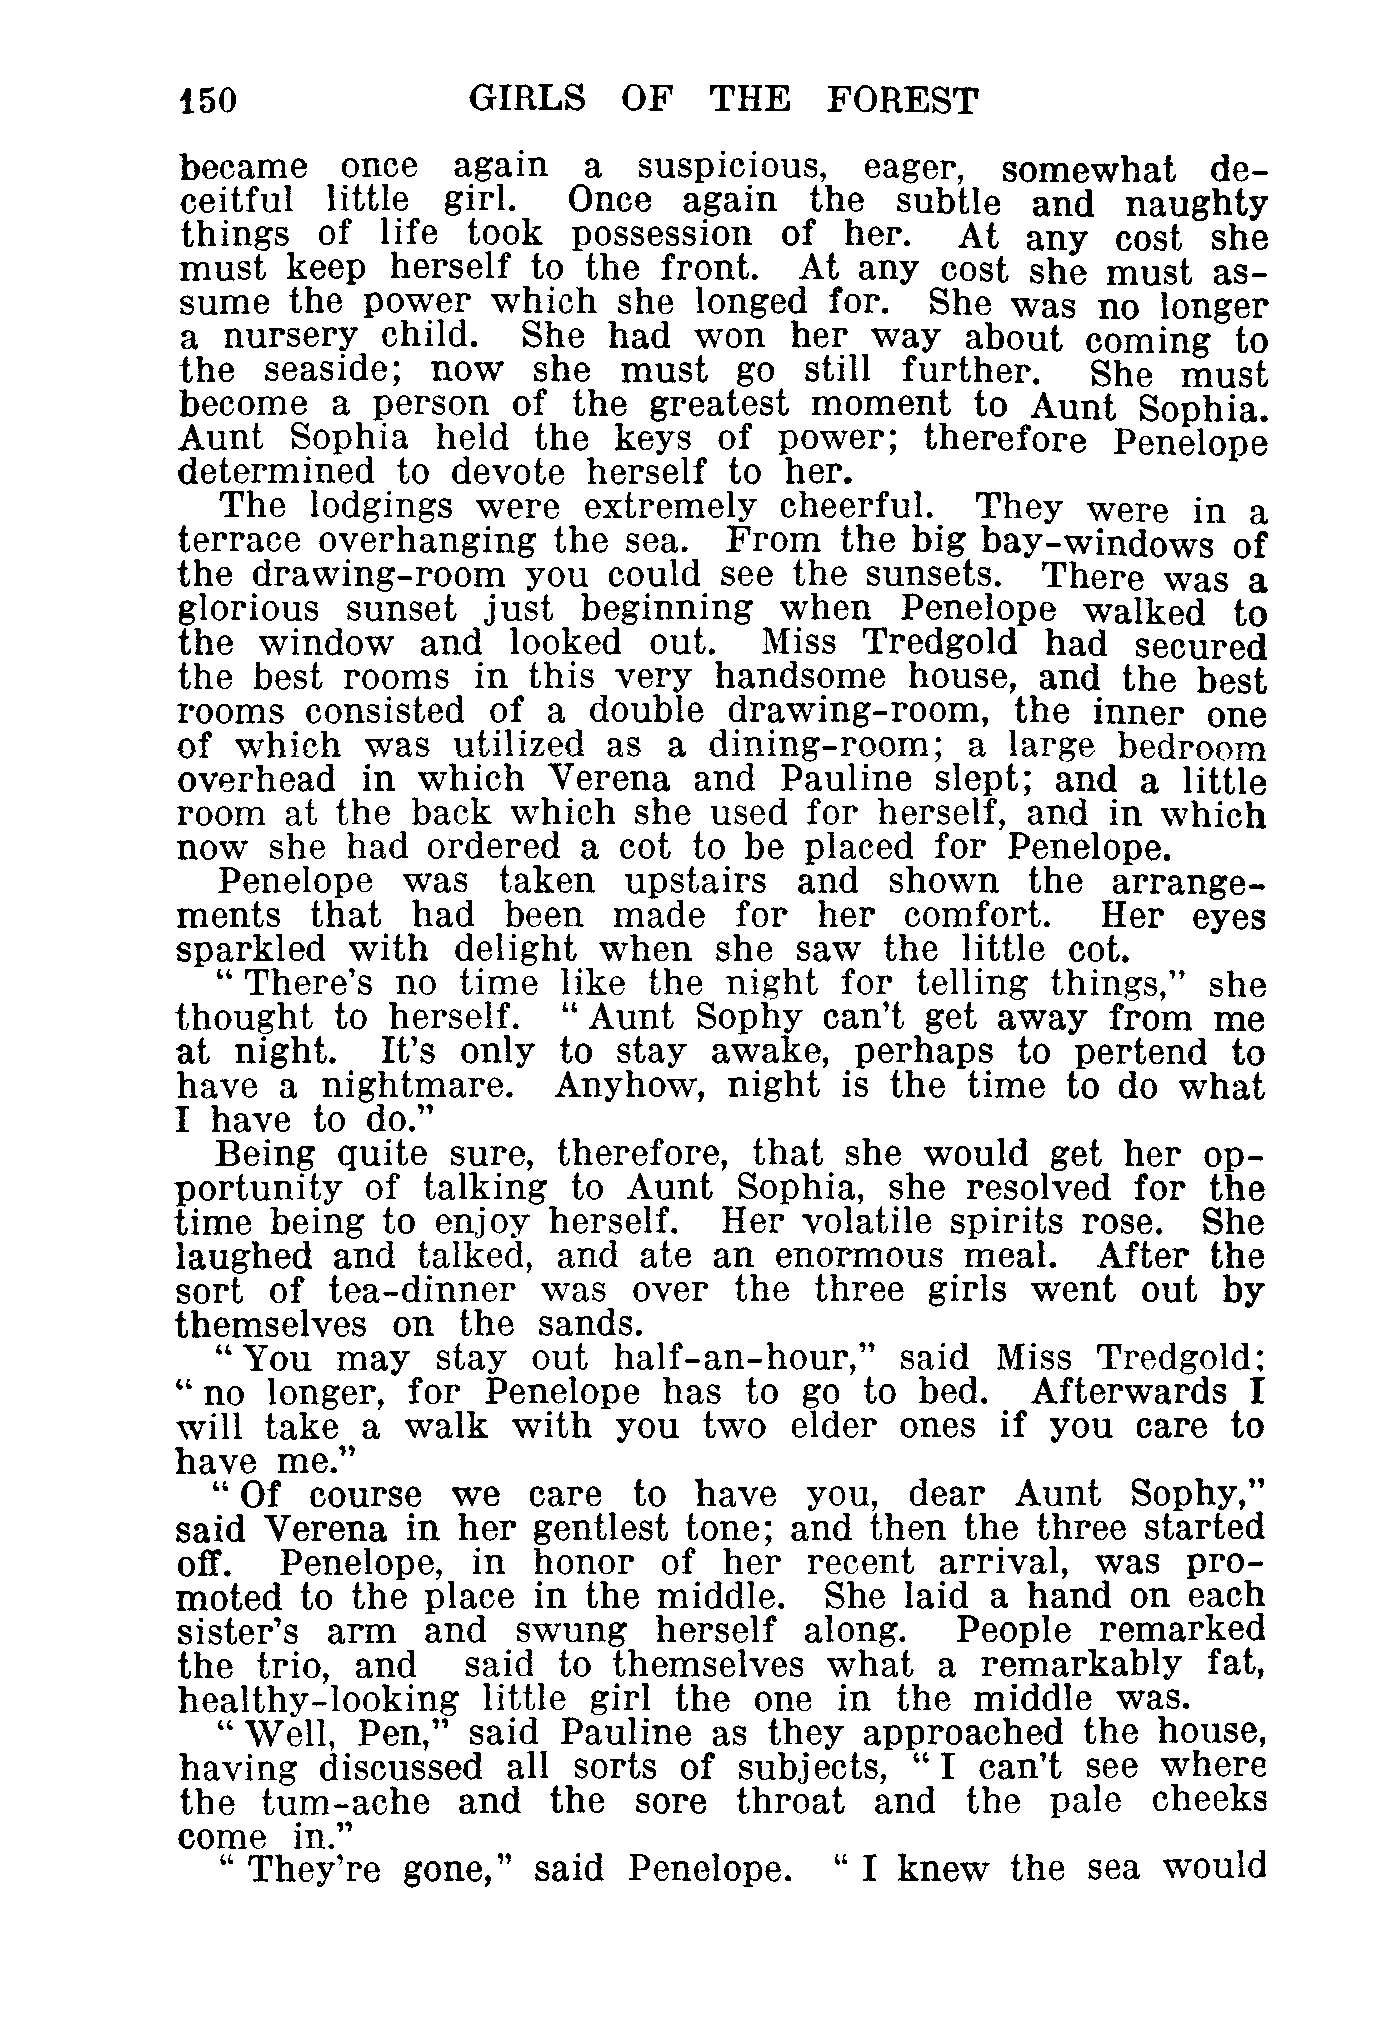 150 GIRLS OF THE FOREST
became once again a suspicious, eager, somewhat de-
ceitful little girl. Once again the subtle and naughty
things of life took possession of her. At any cost she
must keep herself to the front. At any cost she must as-
sume the power which she longed for. She was no longer
a nursery child. She had won her way about coming to
the seaside; now she must go still further. She must
become a person of the greatest moment to Aunt Sophia.
Aunt Sophia held the keys of power; therefore Penelope
determined to devote herself to her.
The lodgings were extremely cheerful. They were in a
terrace overhanging the sea. From the big bay-windows of
the drawing-room you could see the sunsets. There was a
glorious sunset just beginning when Penelope walked to
the window and looked out. Miss Tredgold had secured
the best rooms in this very handsome house, and the best
rooms consisted of a double drawing-room, the inner one
of which was utilized as a dining-room; a large bedroom
overhead in which Verena and Pauline slept; and a little
room at the back which she used for herself, and in which
now she had ordered a cot to be placed for Penelope.
Penelope was taken upstairs and shown the arrange-
ments that had been made for her comfort. Her eyes
sparkled with delight when she saw the little cot.
“There's no time like the night for telling things,” she
thought to herself. “Aunt Sophy can't get away from me
at night. It's only to stay awake, perhaps to pertend to
have a nightmare. Anyhow, night is the time to do what
I have to do.”
Being quite sure, therefore, that she would get her op-
portunity of talking to Aunt Sophia, she resolved for the
time being to enjoy herself. Her volatile spirits rose. She
laughed and talked, and ate an enormous meal. After the
sort of tea-dinner was over the three girls went out by
themselves on the sands.
“You may stay out half-an-hour,” said Miss Tredgold;
“no longer, for Penelope has to go to bed. Afterwards I
will take a walk with you two elder ones if you care to
have me.”
“Of course we care to have you, dear Aunt Sophy,”
said Verena in her gentlest tone; and then the three started
off. Penelope, in honor of her recent arrival, was pro-
moted to the place in the middle. She laid a hand on each
sister's arm and swung herself along. People remarked
the trio, and said to themselves what a remarkably fat,
healthy-looking little girl the one in the middle was.
“Well, Pen,” said Pauline as they approached the house,
having discussed all sorts of subjects, “I can't see where
the tum-ache and the sore throat and the pale cheeks
come in.”
“They're gone,” said Penelope. “I knew the sea would